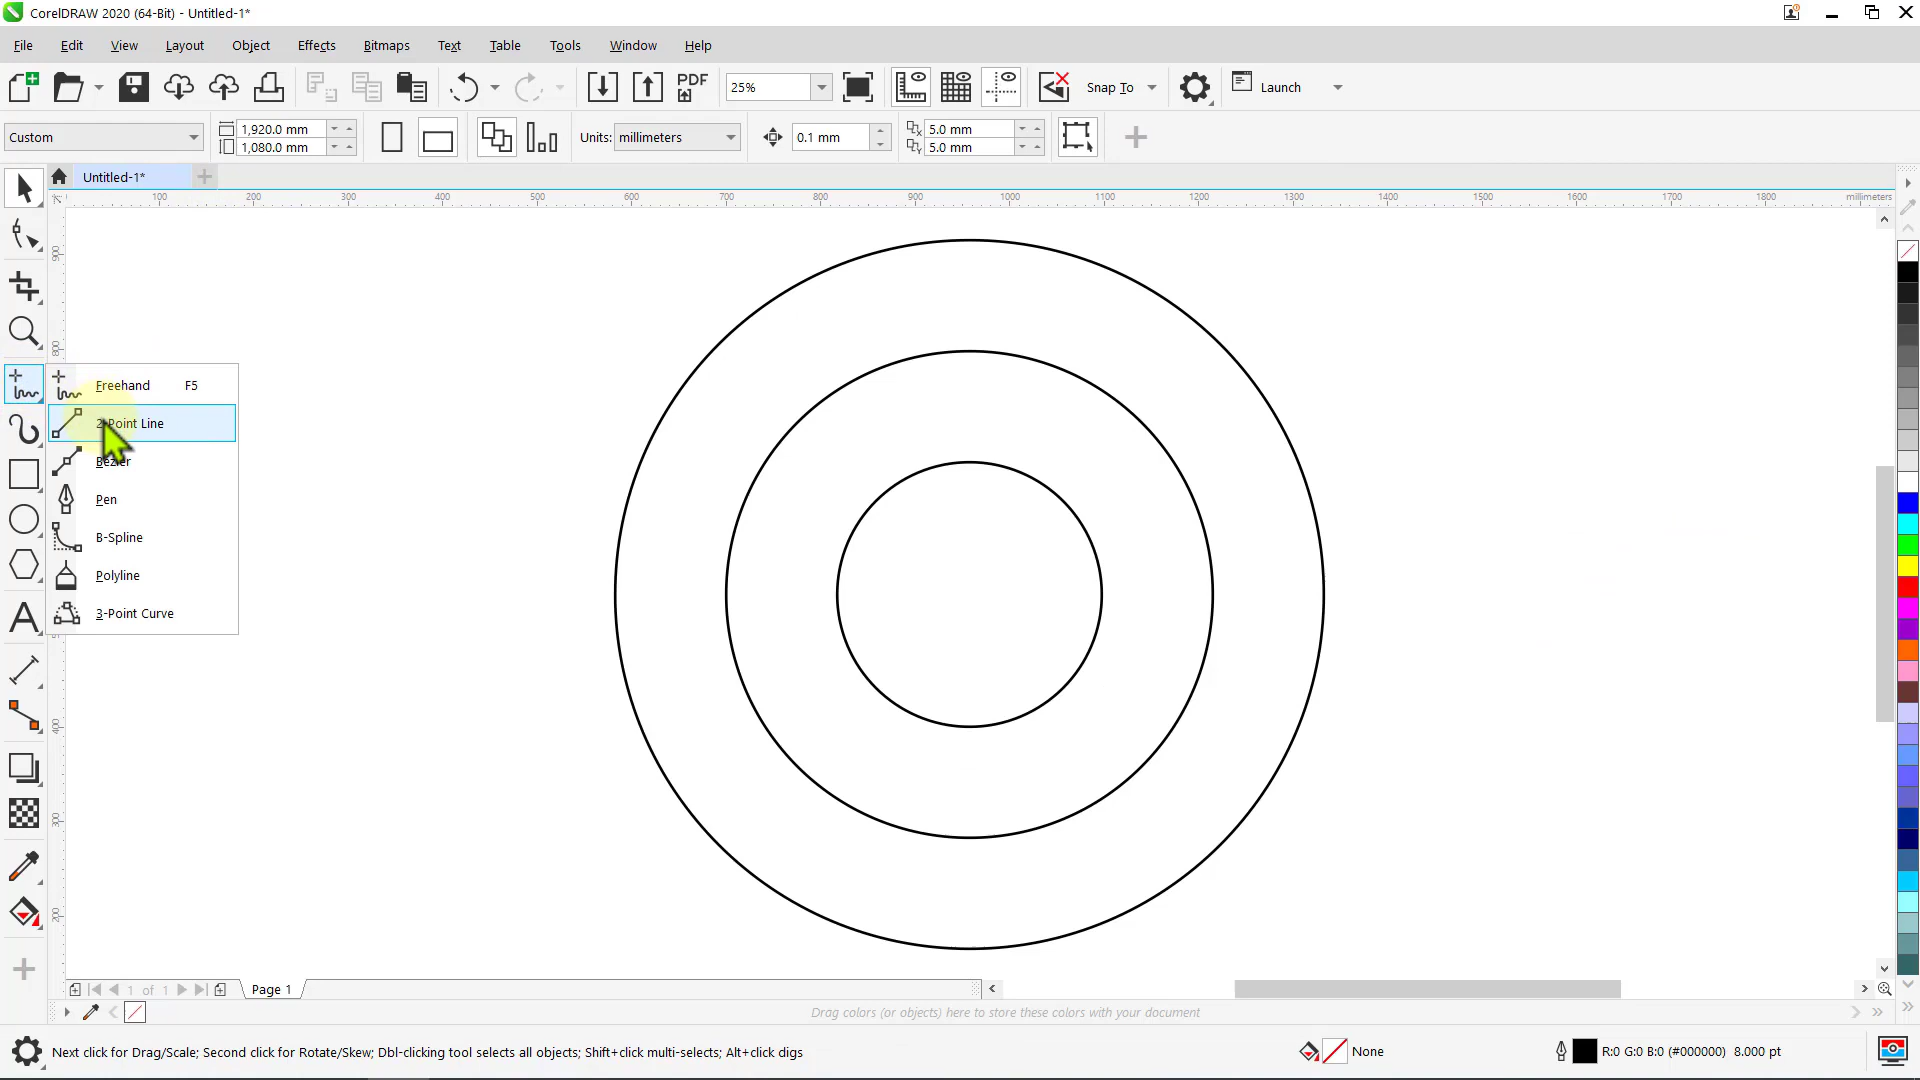 CorelDRAW 2020 (64-Bit) - Untitled-1*
File Edit View Layout Object Effects Bitmaps Text Table Tools Window Help
PDF 25% Snap To Launch
Custom 1,920.0 mm 1,080.0 mm Units: millimeters 0.1 mm 5.0 mm 5.0 mm
Untitled-1*
100 200 300 400 500 600 700 800 900 1000 1100 1200 1300 1400 1500 1600 1700 1800 millimeters
900
800
Freehand F5
2-Point Line
Bezier
Pen
B-Spline
Polyline
3-Point Curve
400
300
200
1 of 1 Page 1
Drag colors (or objects) here to store these colors with your document
Next click for Drag/Scale; Second click for Rotate/Skew; Dbl-clicking tool selects all objects; Shift+click multi-selects; Alt+click digs
None
R:0 G:0 B:0 (#000000) 8.000 pt